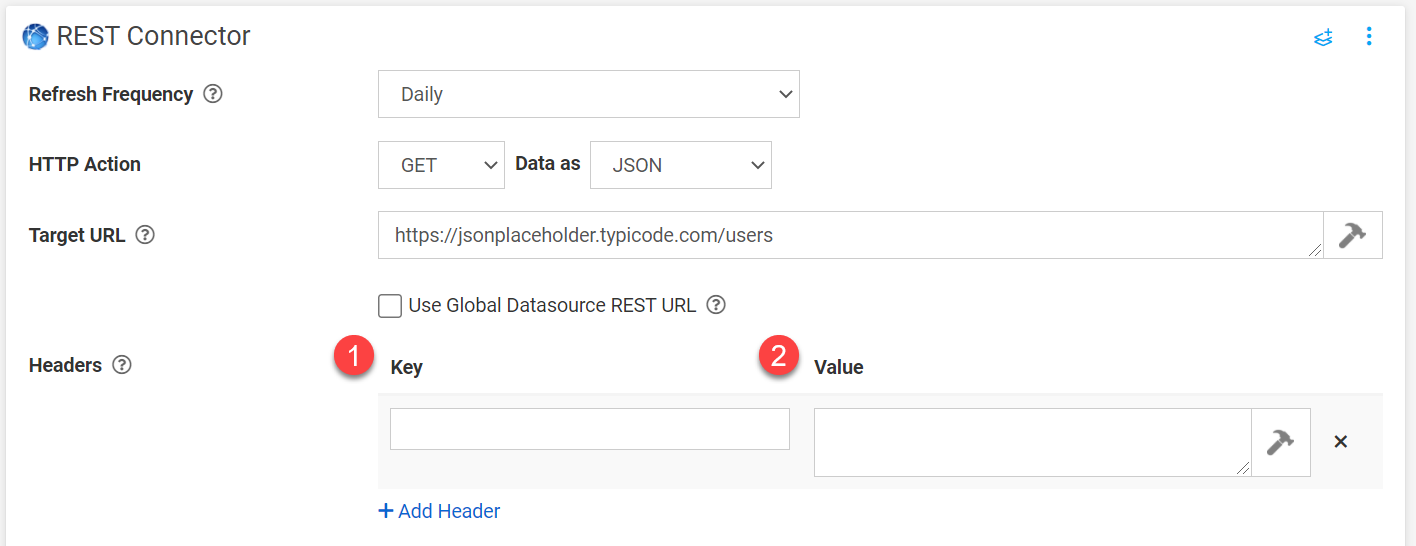 REST Connector
Refresh Frequency ?
Daily
HTTP Action
GET Data as JSON
Target URL ?
https://jsonplaceholder.typicode.com/users
Use Global Datasource REST URL ?
Headers ? 1 Key 2 Value
+ Add Header